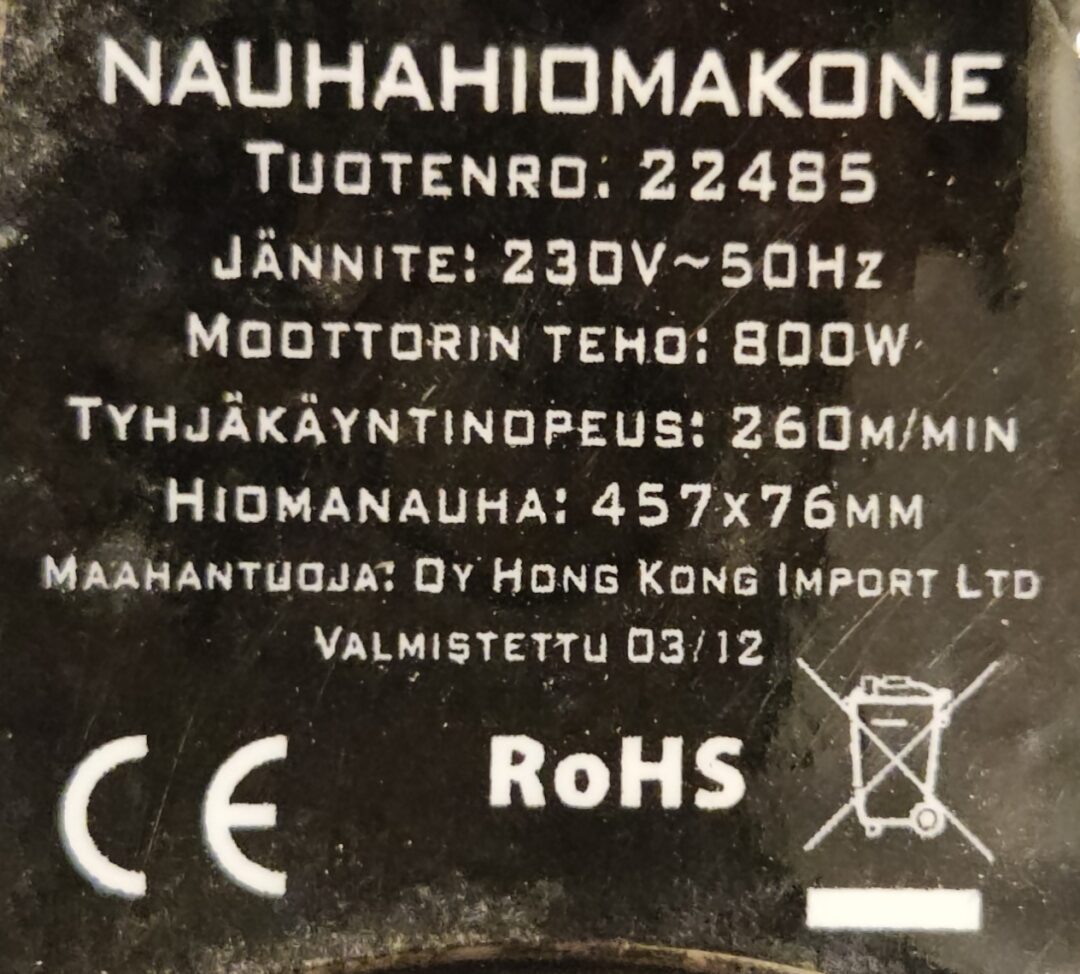 NAUHAHIOMAKONE
TUOTENRO. 22485
JÄNNITE: 230V~50Hz
MOOTTORIN TEHO: 800W
TYHJÄKÄYNTINOPEUS: 260M/MIN
HIOMANAUHA: 457X76MM
MAAHANTUOJA: OY HONG KONG IMPORT LTD
VALMISTETTU 03/12
CE RoHS